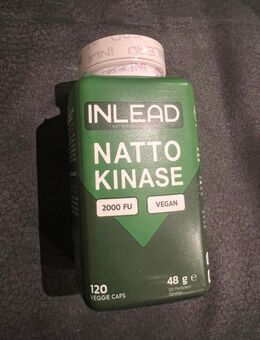 INLEAD
NATTO
KINASE
2000 FU
VEGAN
120
VEGGIE CAPS
48 g e